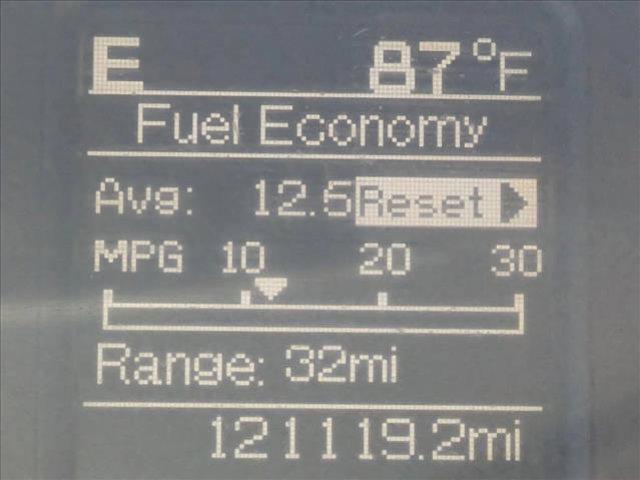 E 87°F
Fuel Economy
Avg: 12.5 Reset
MPG 10 20 30
Range: 32mi
121119.2mi